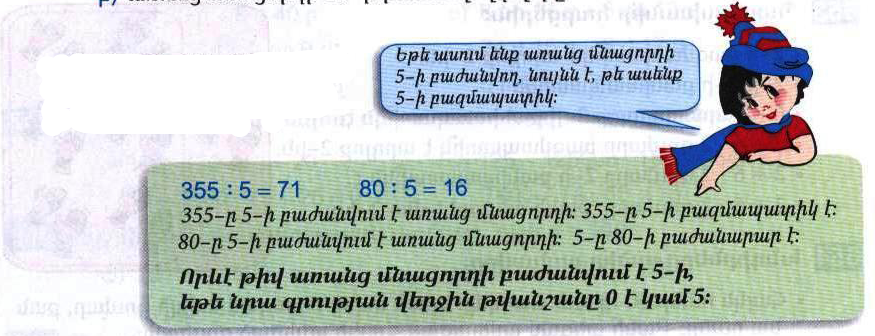 Եթե ասում ենք առանց մնացորդի
5-ի բաժանվող, նույնն է, թե ասենք
5-ի բազմապատիկ:
355 : 5 = 71 80 : 5 = 16
355-ը 5-ի բաժանվում է առանց մնացորդի: 355-ը 5-ի բազմապատիկ է:
80-ը 5-ի բաժանվում է առանց մնացորդի: 5-ը 80-ի բաժանարար է:
Որևէ թիվ առանց մնացորդի բաժանվում է 5-ի,
եթե նրա գրության վերջին թվանշանը 0 է կամ 5: